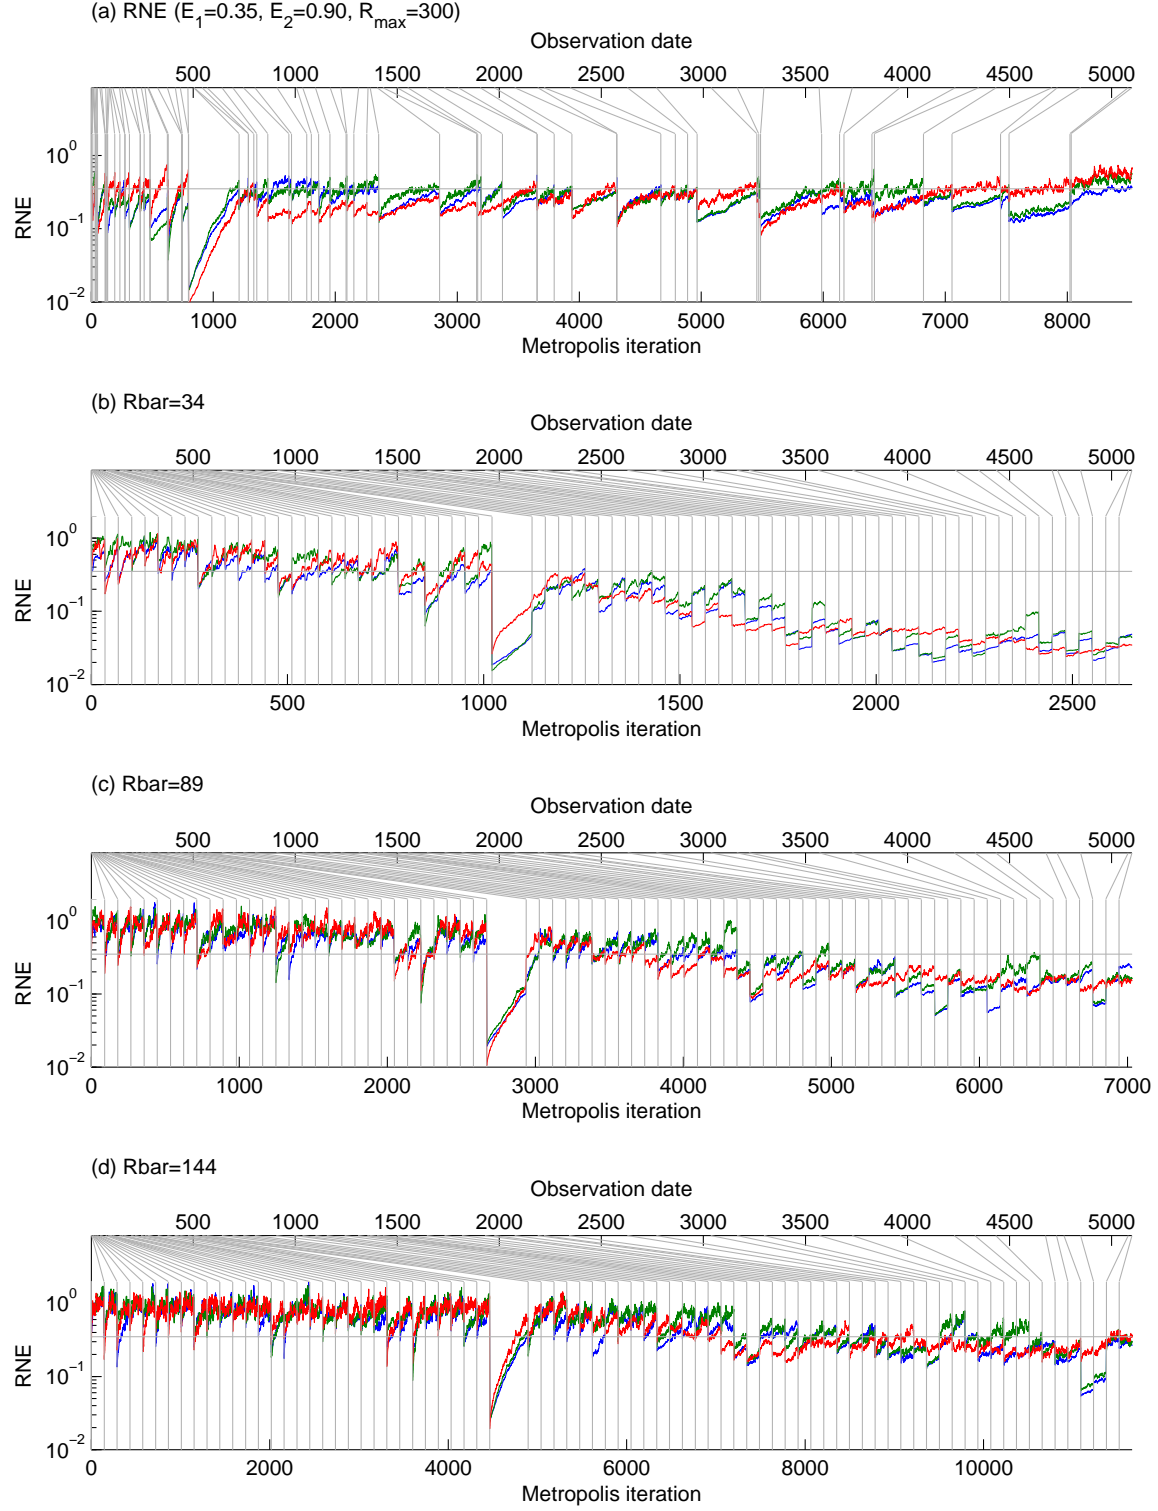 (a) RNE (E_1=0.35, E_2=0.90, R_max=300)
Observation date
500 1000 1500 2000 2500 3000 3500 4000 4500 5000
RNE
10^0
10^-1
10^-2
0 1000 2000 3000 4000 5000 6000 7000 8000
Metropolis iteration
(b) Rbar=34
Observation date
500 1000 1500 2000 2500 3000 3500 4000 4500 5000
RNE
10^0
10^-1
10^-2
0 500 1000 1500 2000 2500
Metropolis iteration
(c) Rbar=89
Observation date
500 1000 1500 2000 2500 3000 3500 4000 4500 5000
RNE
10^0
10^-1
10^-2
0 1000 2000 3000 4000 5000 6000 7000
Metropolis iteration
(d) Rbar=144
Observation date
500 1000 1500 2000 2500 3000 3500 4000 4500 5000
RNE
10^0
10^-1
10^-2
0 2000 4000 6000 8000 10000
Metropolis iteration